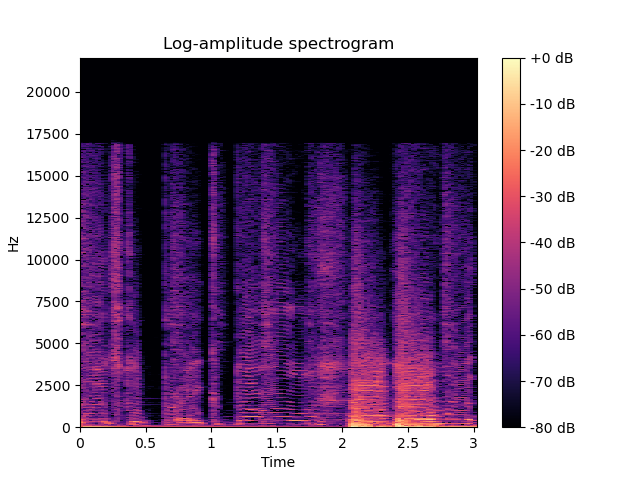 Log-amplitude spectrogram
Hz
20000
17500
15000
12500
10000
7500
5000
2500
0
0 0.5 1 1.5 2 2.5 3
Time
+0 dB
-10 dB
-20 dB
-30 dB
-40 dB
-50 dB
-60 dB
-70 dB
-80 dB